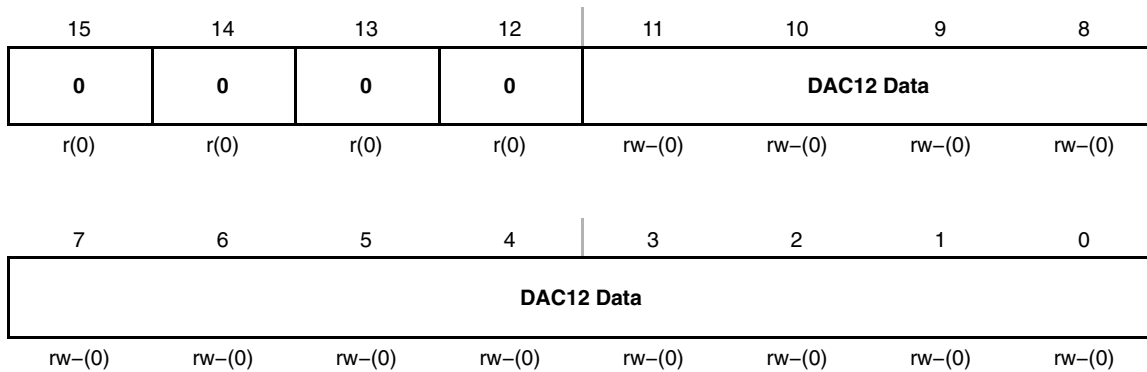 15 14 13 12 11 10 9 8
0 0 0 0 DAC12 Data
r(0) r(0) r(0) r(0) rw−(0) rw−(0) rw−(0) rw−(0)
7 6 5 4 3 2 1 0
DAC12 Data
rw−(0) rw−(0) rw−(0) rw−(0) rw−(0) rw−(0) rw−(0) rw−(0)